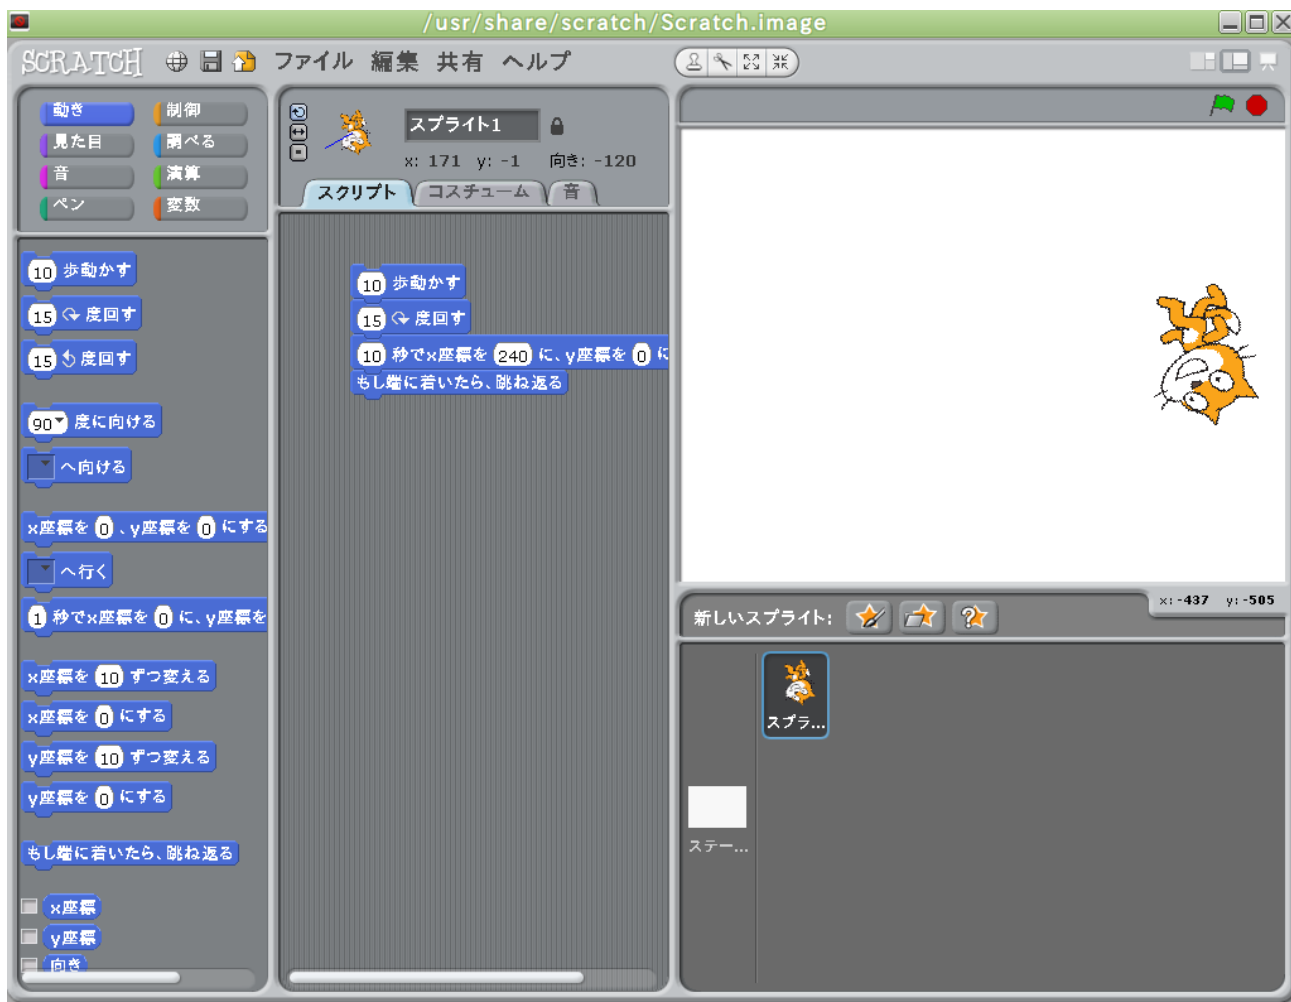 /usr/share/scratch/Scratch.image
SCRATCH ファイル 編集 共有 ヘルプ
動き 制御
見た目 調べる
音 演算
ペン 変数
スプライト1
x: 171 y: -1 向き: -120
スクリプト コスチューム 音
10 歩動かす
15 度回す
15 度回す
90 度に向ける
へ向ける
x座標を 0 、y座標を 0 にする
へ行く
1 秒でx座標を 0 に、y座標を
x座標を 10 ずつ変える
x座標を 0 にする
y座標を 10 ずつ変える
y座標を 0 にする
もし端に着いたら、跳ね返る
x座標
y座標
向き
10 歩動かす
15 度回す
10 秒でx座標を 240 に、y座標を 0 に
もし端に着いたら、跳ね返る
x: -437 y: -505
新しいスプライト:
スプラ...
ステー...